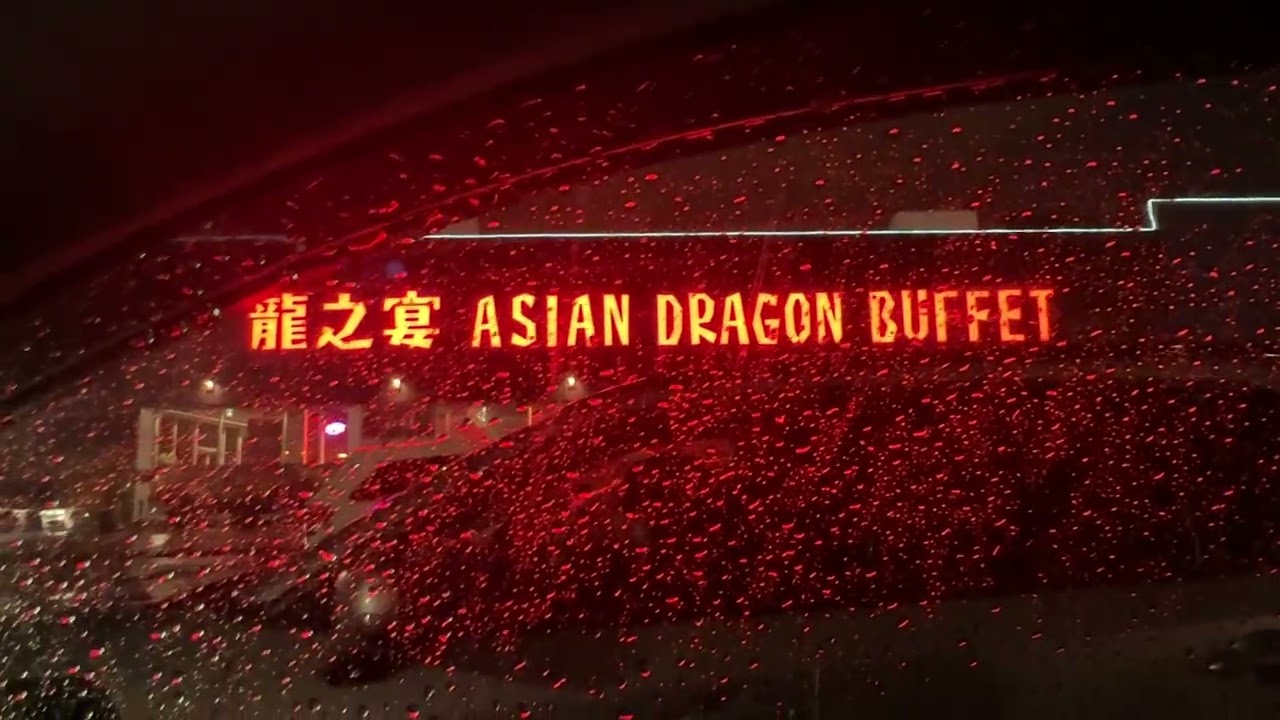 龍之宴 ASIAN DRAGON BUFFET